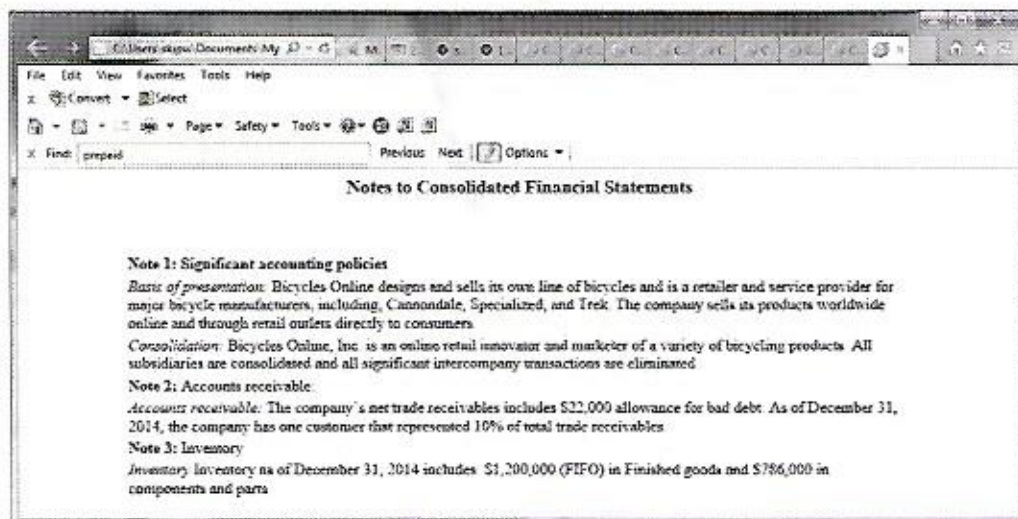 C:\Users\skipw\Documents\My
File Edit View Favorites Tools Help
x Convert Select
Page Safety Tools
X Find: prepaid Previous Next Options
Notes to Consolidated Financial Statements
Note 1: Significant accounting policies
Basis of presentation: Bicycles Online designs and sells its own line of bicycles and is a retailer and service provider for
major bicycle manufacturers, including, Cannondale, Specialized, and Trek. The company sells its products worldwide
online and through retail outlets directly to consumers.
Consolidation: Bicycles Online, Inc. is an online retail innovator and marketer of a variety of bicycling products. All
subsidiaries are consolidated and all significant intercompany transactions are eliminated.
Note 2: Accounts receivable
Accounts receivable: The company's net trade receivables includes $22,000 allowance for bad debt. As of December 31,
2014, the company has one customer that represented 10% of total trade receivables
Note 3: Inventory
Inventory Inventory as of December 31, 2014 includes $1,200,000 (FIFO) in Finished goods and $786,000 in
components and parts